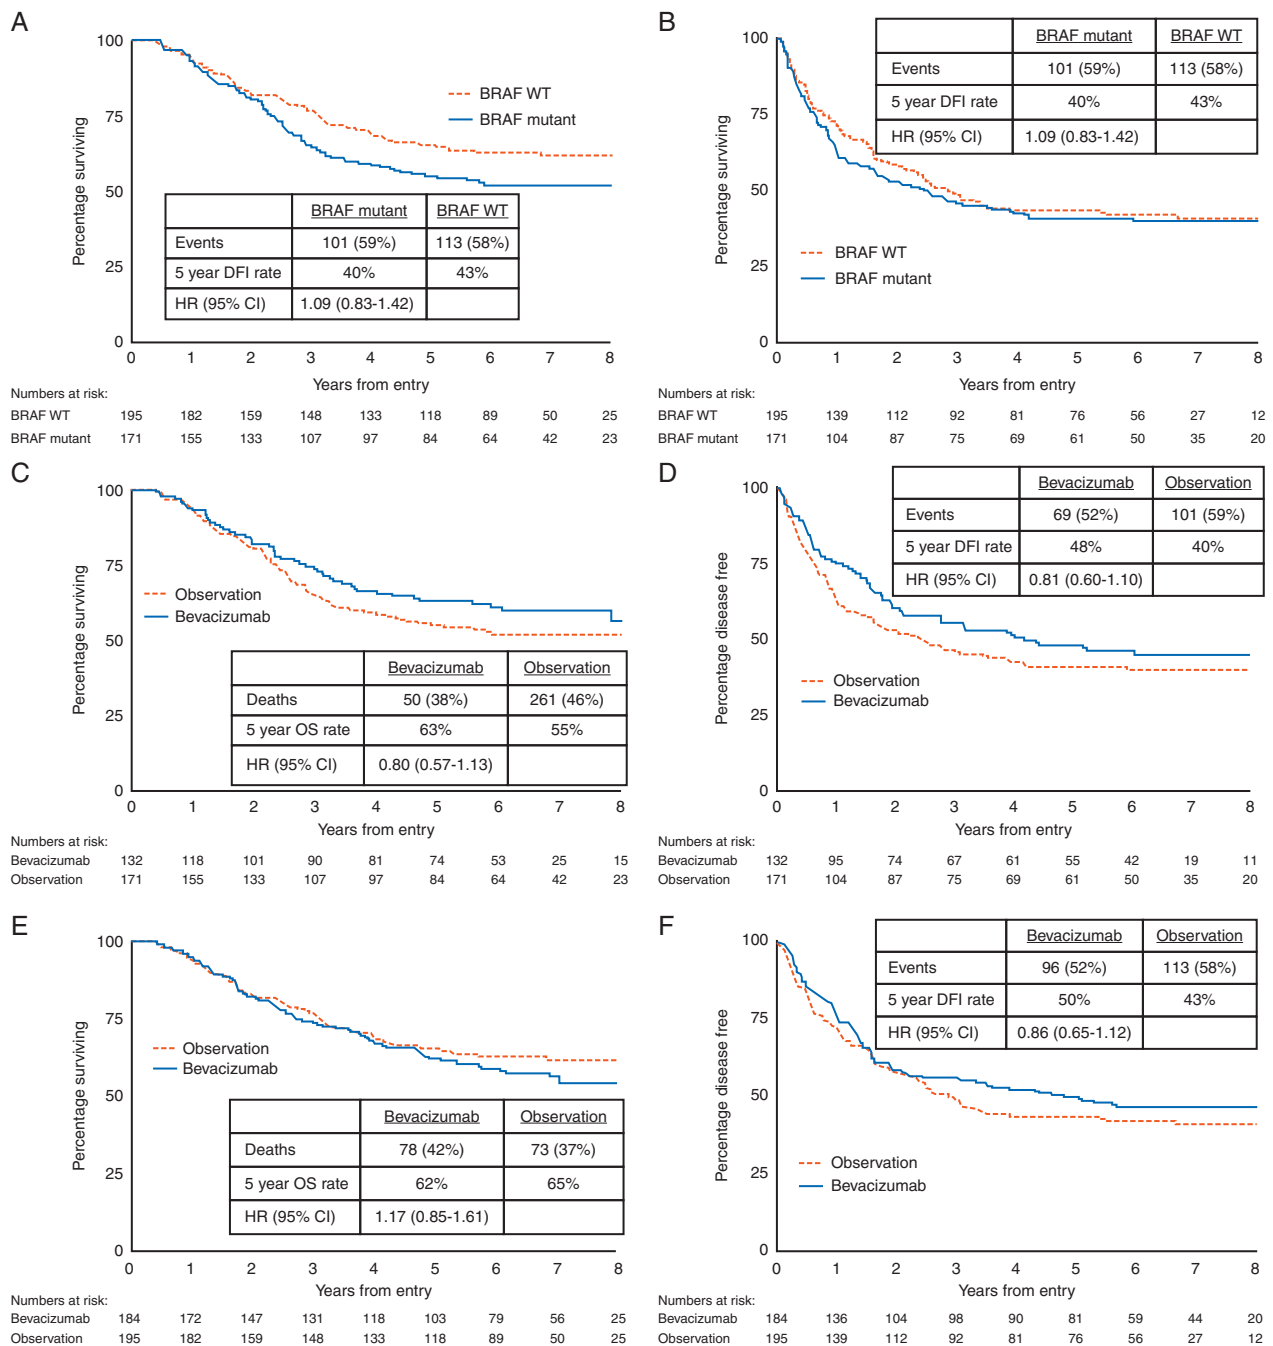 A
100
75
50
25
0
Percentage surviving
BRAF WT
BRAF mutant
BRAF mutant BRAF WT
Events 101 (59%) 113 (58%)
5 year DFI rate 40% 43%
HR (95% CI) 1.09 (0.83-1.42)
0 1 2 3 4 5 6 7 8
Years from entry
Numbers at risk:
BRAF WT 195 182 159 148 133 118 89 50 25
BRAF mutant 171 155 133 107 97 84 64 42 23
B
100
75
50
25
0
Percentage surviving
BRAF mutant BRAF WT
Events 101 (59%) 113 (58%)
5 year DFI rate 40% 43%
HR (95% CI) 1.09 (0.83-1.42)
BRAF WT
BRAF mutant
0 1 2 3 4 5 6 7 8
Years from entry
Numbers at risk:
BRAF WT 195 139 112 92 81 76 56 27 12
BRAF mutant 171 104 87 75 69 61 50 35 20
C
100
75
50
25
0
Percentage surviving
Observation
Bevacizumab
Bevacizumab Observation
Deaths 50 (38%) 261 (46%)
5 year OS rate 63% 55%
HR (95% CI) 0.80 (0.57-1.13)
0 1 2 3 4 5 6 7 8
Years from entry
Numbers at risk:
Bevacizumab 132 118 101 90 81 74 53 25 15
Observation 171 155 133 107 97 84 64 42 23
D
100
75
50
25
0
Percentage disease free
Bevacizumab Observation
Events 69 (52%) 101 (59%)
5 year DFI rate 48% 40%
HR (95% CI) 0.81 (0.60-1.10)
Observation
Bevacizumab
0 1 2 3 4 5 6 7 8
Years from entry
Numbers at risk:
Bevacizumab 132 95 74 67 61 55 42 19 11
Observation 171 104 87 75 69 61 50 35 20
E
100
75
50
25
0
Percentage surviving
Observation
Bevacizumab
Bevacizumab Observation
Deaths 78 (42%) 73 (37%)
5 year OS rate 62% 65%
HR (95% CI) 1.17 (0.85-1.61)
0 1 2 3 4 5 6 7 8
Years from entry
Numbers at risk:
Bevacizumab 184 172 147 131 118 103 79 56 25
Observation 195 182 159 148 133 118 89 50 25
F
100
75
50
25
0
Percentage disease free
Bevacizumab Observation
Events 96 (52%) 113 (58%)
5 year DFI rate 50% 43%
HR (95% CI) 0.86 (0.65-1.12)
Observation
Bevacizumab
0 1 2 3 4 5 6 7 8
Years from entry
Numbers at risk:
Bevacizumab 184 136 104 98 90 81 59 44 20
Observation 195 139 112 92 81 76 56 27 12